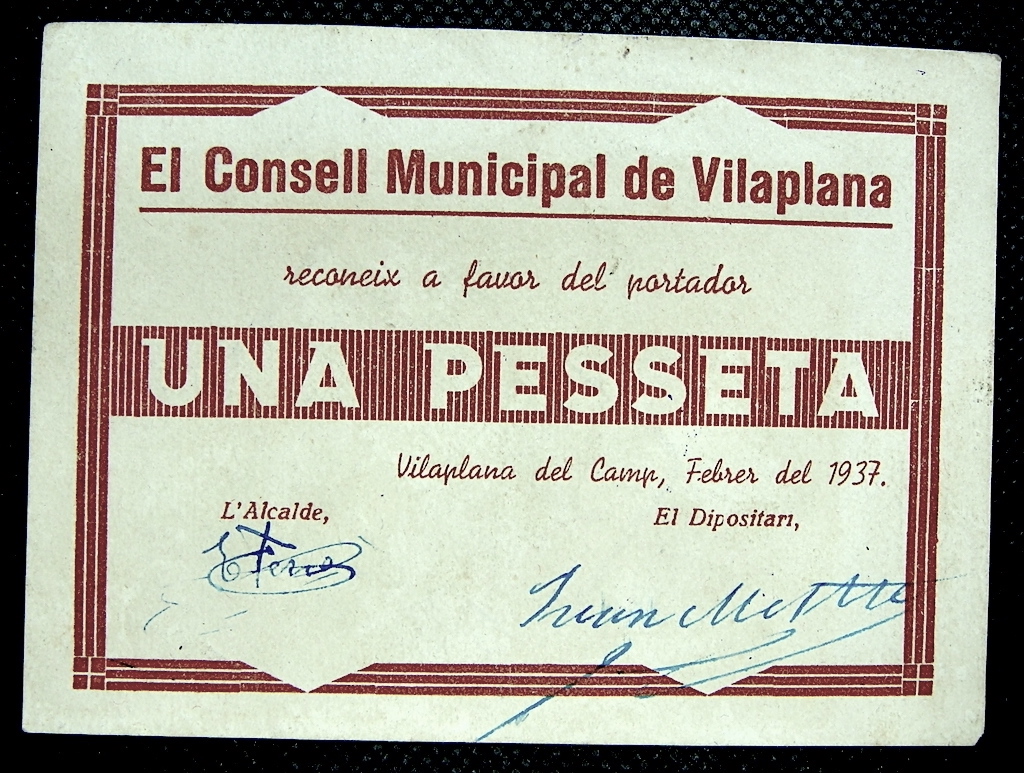 El Consell Municipal de Vilaplana
reconeix a favor del portador
UNA PESSETA
Vilaplana del Camp, Febrer del 1937.
L'Alcalde, El Dipositari,